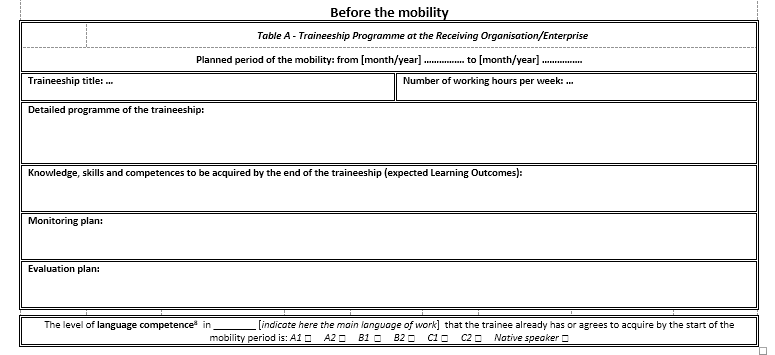 Before the mobility
Table A - Traineeship Programme at the Receiving Organisation/Enterprise
Planned period of the mobility: from [month/year] ................ to [month/year] ................
Traineeship title: ...
Number of working hours per week: ...
Detailed programme of the traineeship:
Knowledge, skills and competences to be acquired by the end of the traineeship (expected Learning Outcomes):
Monitoring plan:
Evaluation plan:
The level of language competence⁸ in ________ [indicate here the main language of work] that the trainee already has or agrees to acquire by the start of the
mobility period is: A1 ☐ A2 ☐ B1 ☐ B2 ☐ C1 ☐ C2 ☐ Native speaker ☐